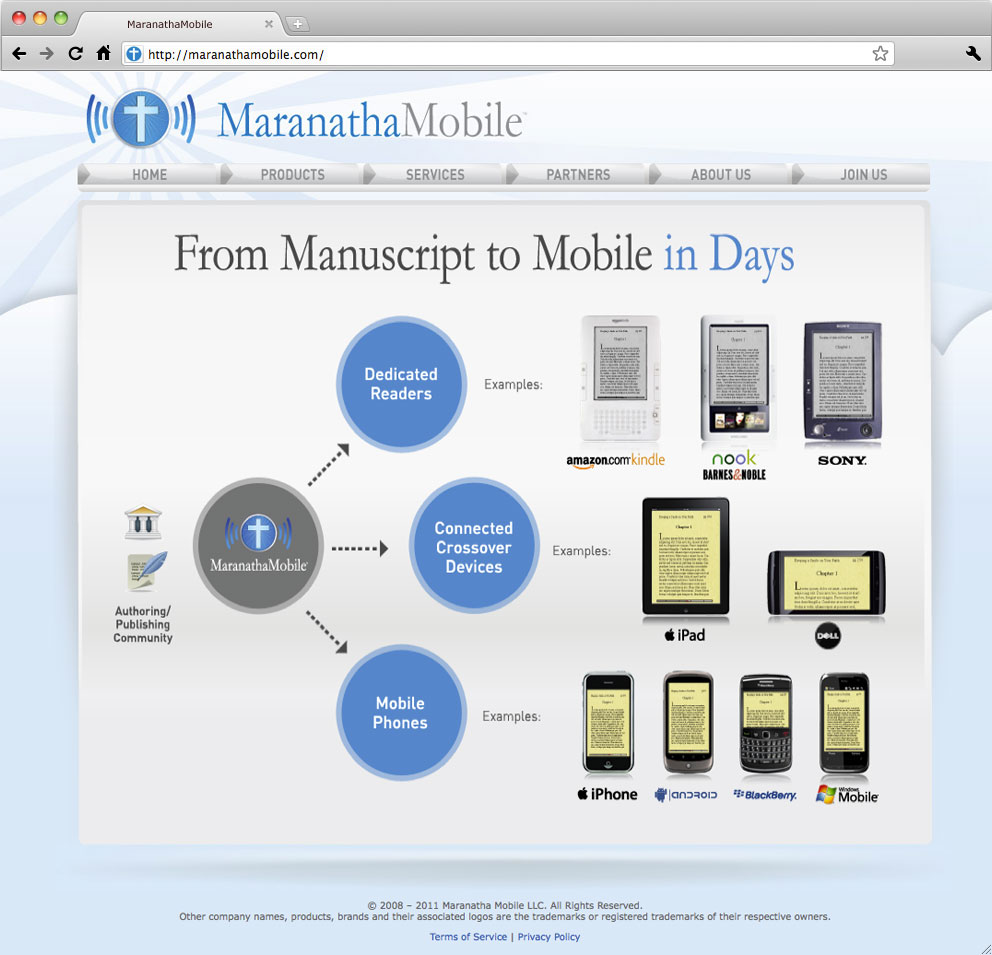 MaranathaMobile
http://maranathamobile.com/
MaranathaMobile
HOME PRODUCTS SERVICES PARTNERS ABOUT US JOIN US
From Manuscript to Mobile in Days
Dedicated
Readers
Examples:
amazon.com kindle
nook
BARNES&NOBLE
SONY
Authoring/
Publishing
Community
MaranathaMobile
Connected
Crossover
Devices
Examples:
Chapter 1
Chapter 1
iPad
DELL
Mobile
Phones
Examples:
iPhone
ANDROID
BlackBerry.
Windows
Mobile
© 2008 – 2011 Maranatha Mobile LLC. All Rights Reserved.
Other company names, products, brands and their associated logos are the trademarks or registered trademarks of their respective owners.
Terms of Service | Privacy Policy